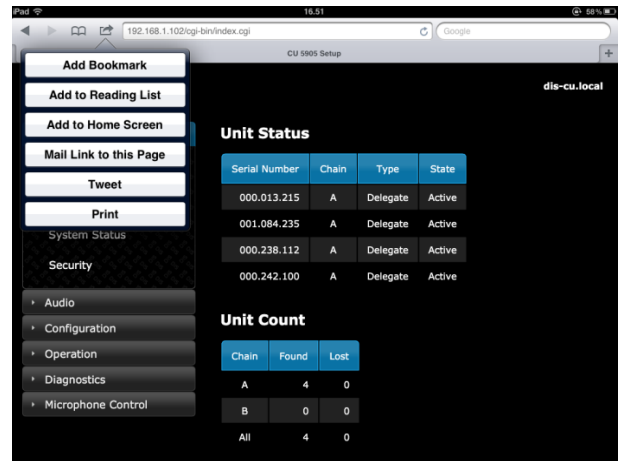 iPad 16.51 58%
192.168.1.102/cgi-bin/index.cgi Google
CU 5905 Setup +
Add Bookmark
Add to Reading List
Add to Home Screen
Mail Link to this Page
Tweet
Print
dis-cu.local
System Status
Security
Audio
Configuration
Operation
Diagnostics
Microphone Control
Unit Status
Serial Number Chain Type State
000.013.215 A Delegate Active
001.084.235 A Delegate Active
000.238.112 A Delegate Active
000.242.100 A Delegate Active
Unit Count
Chain Found Lost
A 4 0
B 0 0
All 4 0